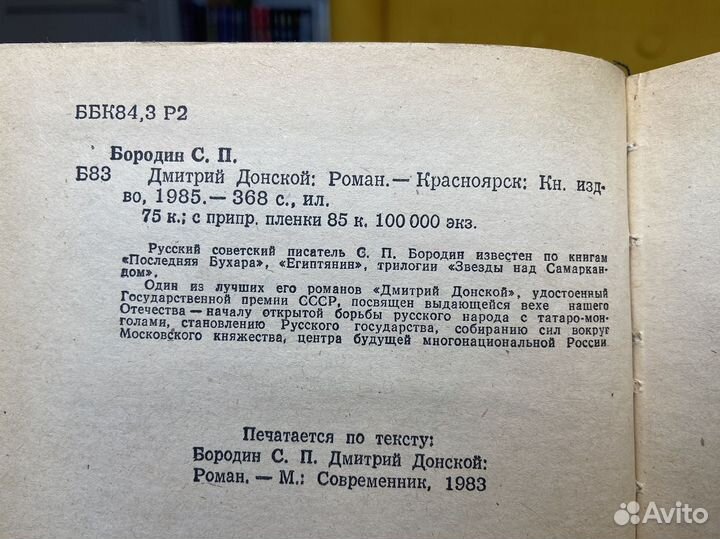 ББК84,3 Р2
Бородин С. П.
Б83 Дмитрий Донской: Роман.— Красноярск: Кн. изд-
во, 1985.— 368 с., ил.
75 к.; с припр. пленки 85 к. 100 000 экз.
Русский советский писатель С. П. Бородин известен по книгам
«Последняя Бухара», «Египтянин», трилогии «Звезды над Самаркан-
дом».
Один из лучших его романов «Дмитрий Донской», удостоенный
Государственной премии СССР, посвящен выдающейся вехе нашего
Отечества — началу открытой борьбы русского народа с татаро-мон-
голами, становлению Русского государства, собиранию сил вокруг
Московского княжества, центра будущей многонациональной России
Печатается по тексту:
Бородин С. П. Дмитрий Донской:
Роман. — М.: Современник, 1983
Avito